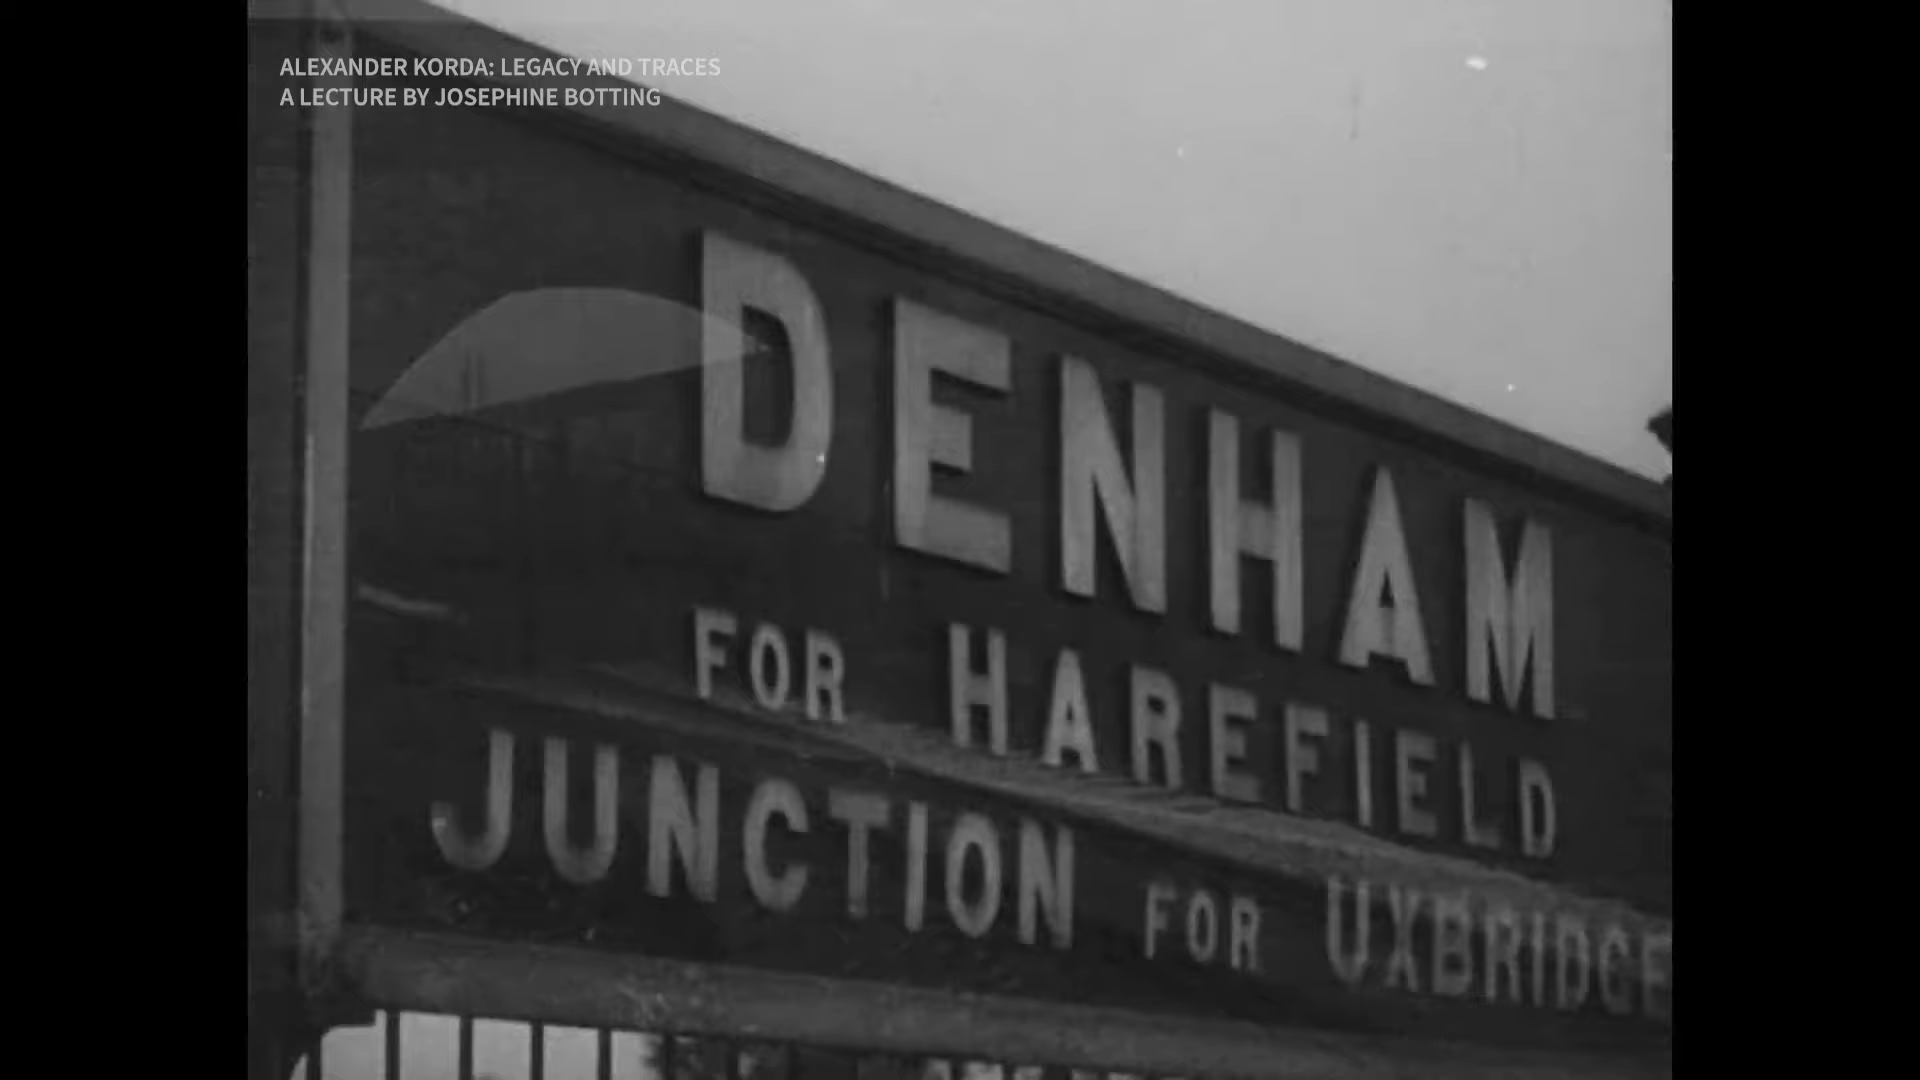 ALEXANDER KORDA: LEGACY AND TRACES
A LECTURE BY JOSEPHINE BOTTING
DENHAM
FOR HAREFIELD
JUNCTION FOR UXBRIDGE